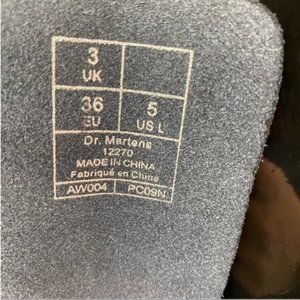 3
UK
36
EU
5
US L
Dr. Martens
12270
MADE IN CHINA
Fabriqué en Chine
AW004 PC09N